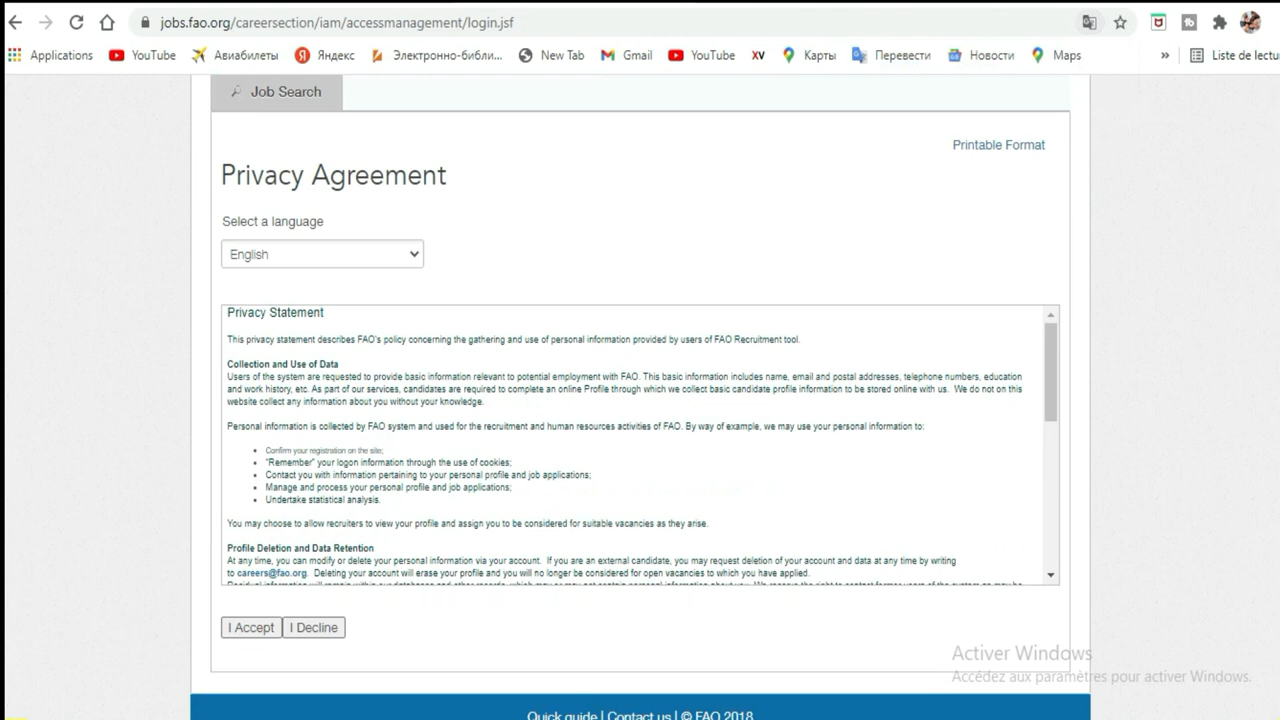 jobs.fao.org/careersection/iam/accessmanagement/login.jsf
Applications YouTube Авиабилеты Яндекс Электронно-библи... New Tab Gmail YouTube XV Карты Перевести Новости Maps » Liste de lectu
Job Search
Printable Format
Privacy Agreement
Select a language
English
Privacy Statement
This privacy statement describes FAO's policy concerning the gathering and use of personal information provided by users of FAO Recruitment tool.
Collection and Use of Data
Users of the system are requested to provide basic information relevant to potential employment with FAO. This basic information includes name, email and postal addresses, telephone numbers, education
and work history, etc. As part of our services, candidates are required to complete an online Profile through which we collect basic candidate profile information to be stored online with us. We do not on this
website collect any information about you without your knowledge.
Personal information is collected by FAO system and used for the recruitment and human resources activities of FAO. By way of example, we may use your personal information to:
• Confirm your registration on the site;
• "Remember" your logon information through the use of cookies;
• Contact you with information pertaining to your personal profile and job applications;
• Manage and process your personal profile and job applications;
• Undertake statistical analysis.
You may choose to allow recruiters to view your profile and assign you to be considered for suitable vacancies as they arise.
Profile Deletion and Data Retention
At any time, you can modify or delete your personal information via your account. If you are an external candidate, you may request deletion of your account and data at any time by writing
to careers@fao.org. Deleting your account will erase your profile and you will no longer be considered for open vacancies to which you have applied.
I Accept I Decline
Activer Windows
Accédez aux paramètres pour activer Windows.
Quick guide | Contact us | © FAO 2018